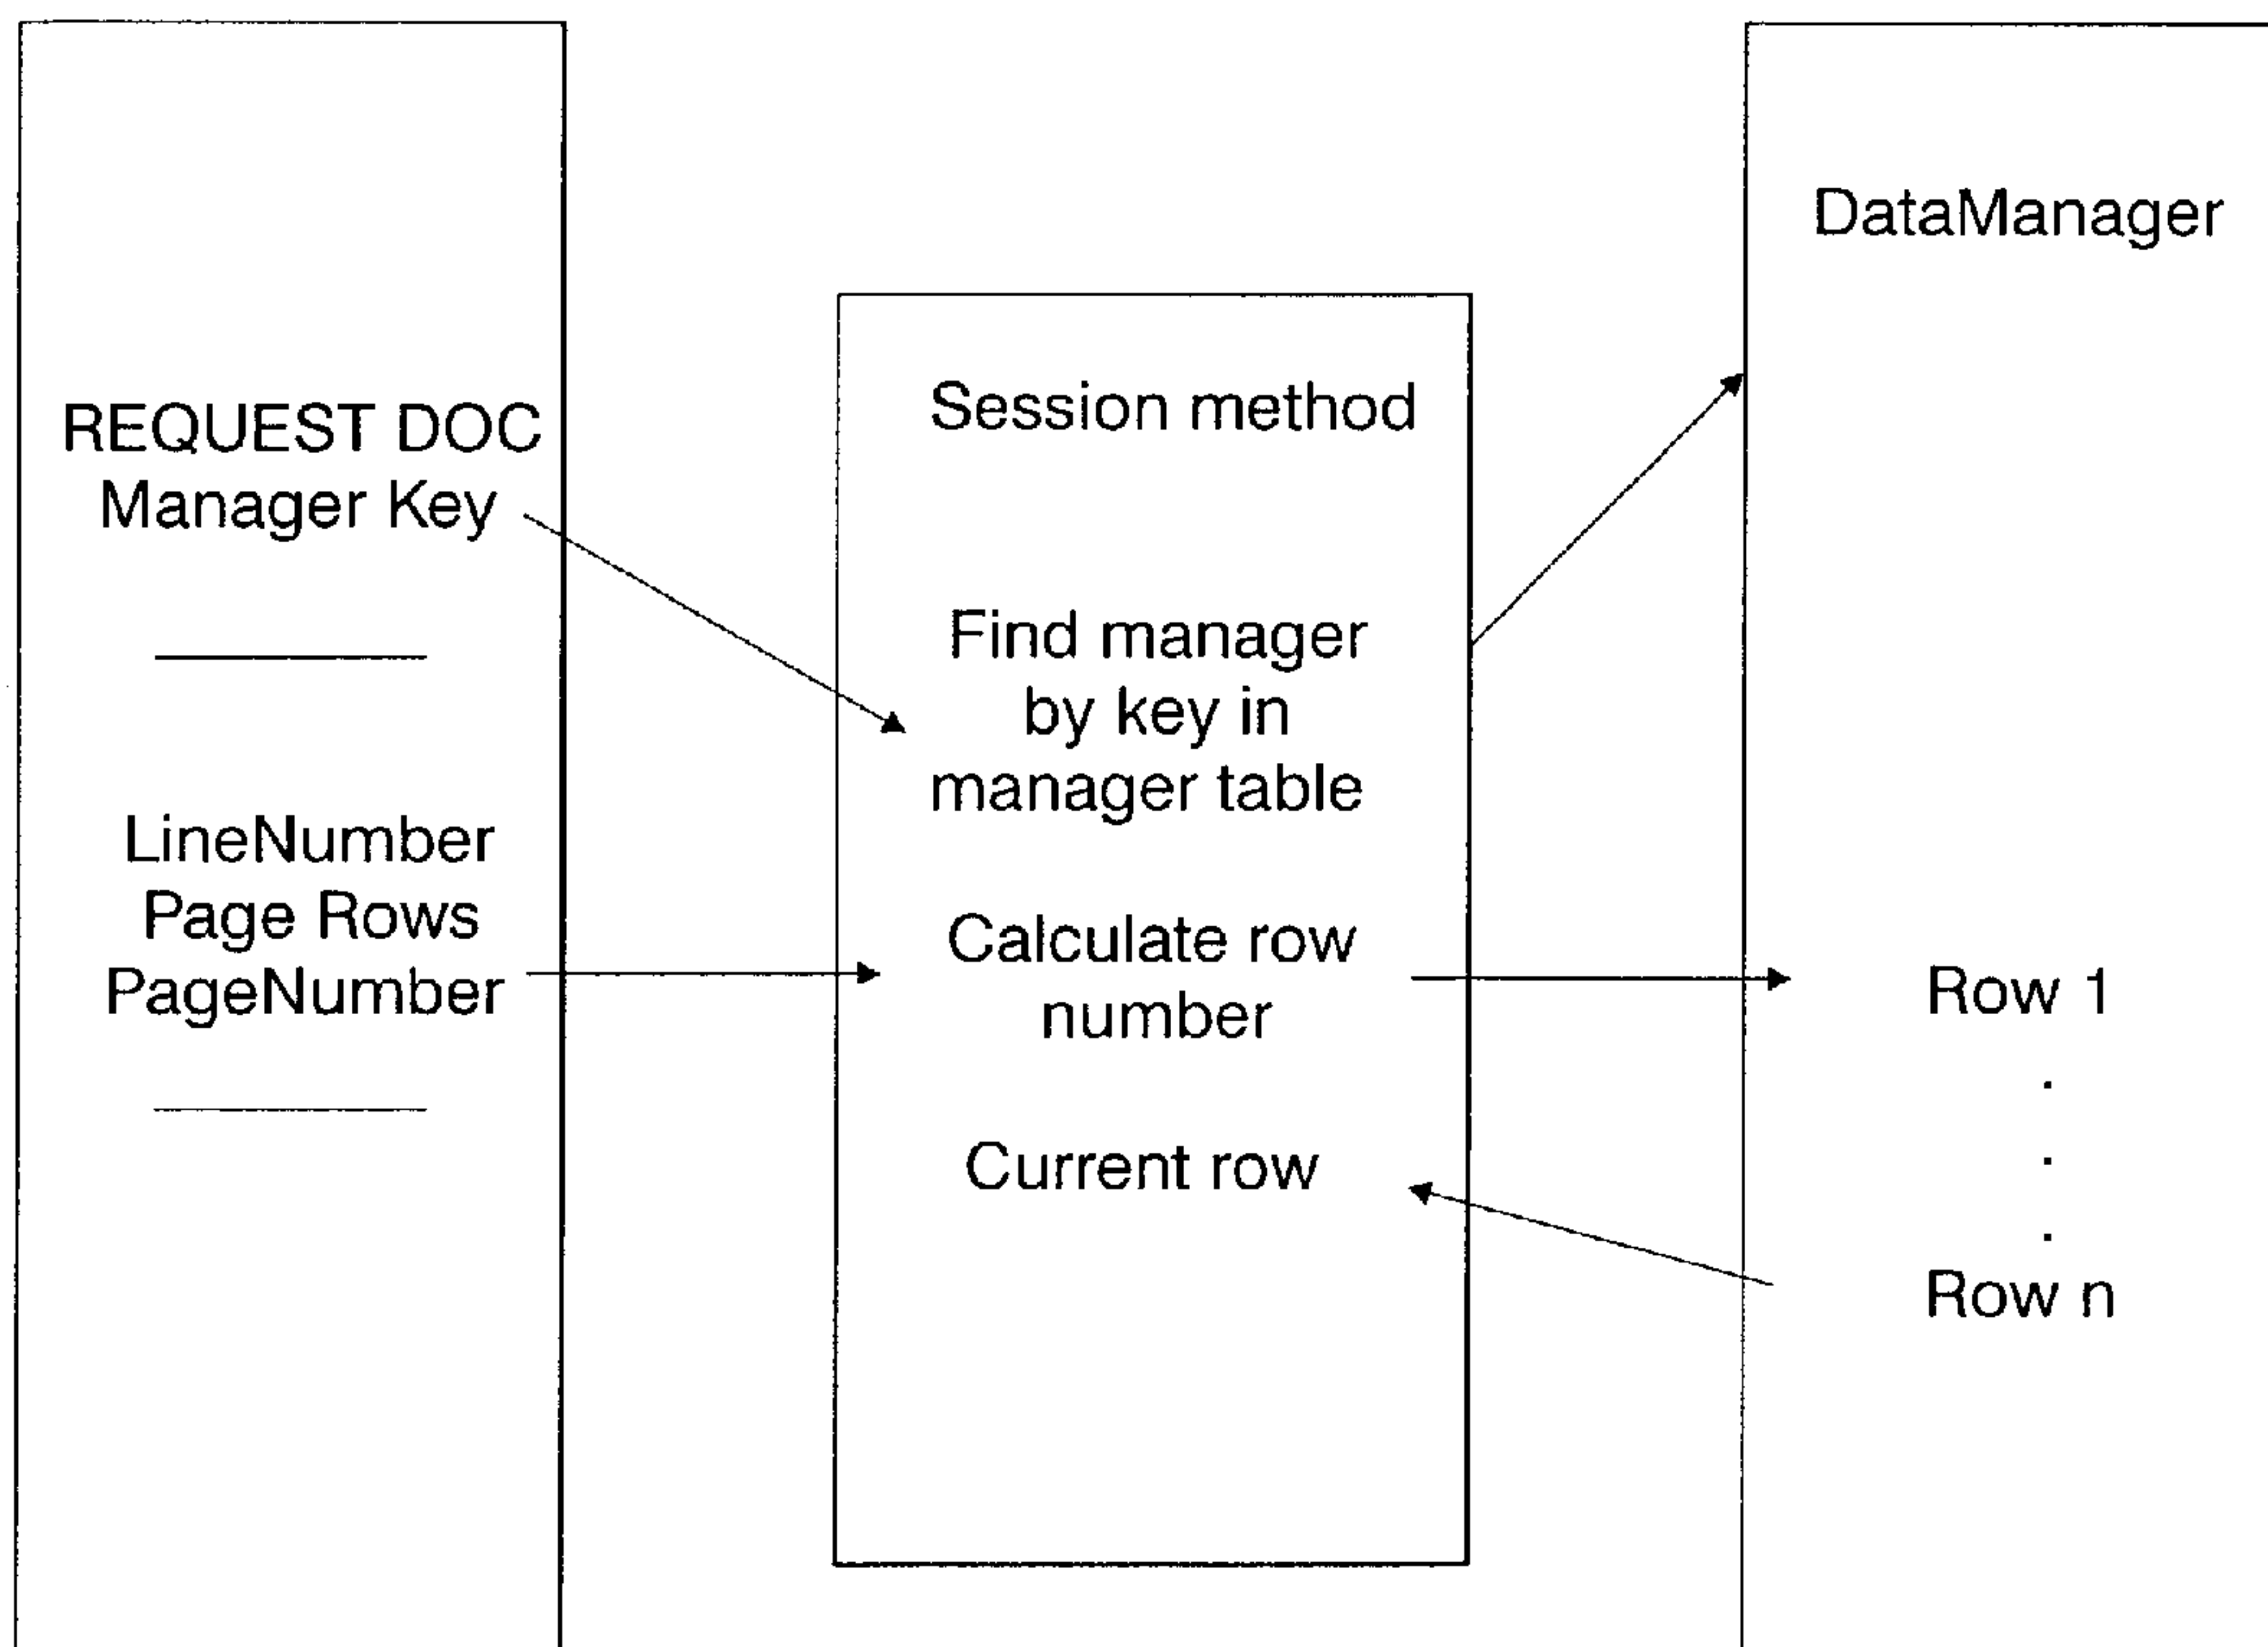 REQUEST DOC
Manager Key
LineNumber
Page Rows
PageNumber
Session method
Find manager
by key in
manager table
Calculate row
number
Current row
DataManager
Row 1
.
.
.
Row n